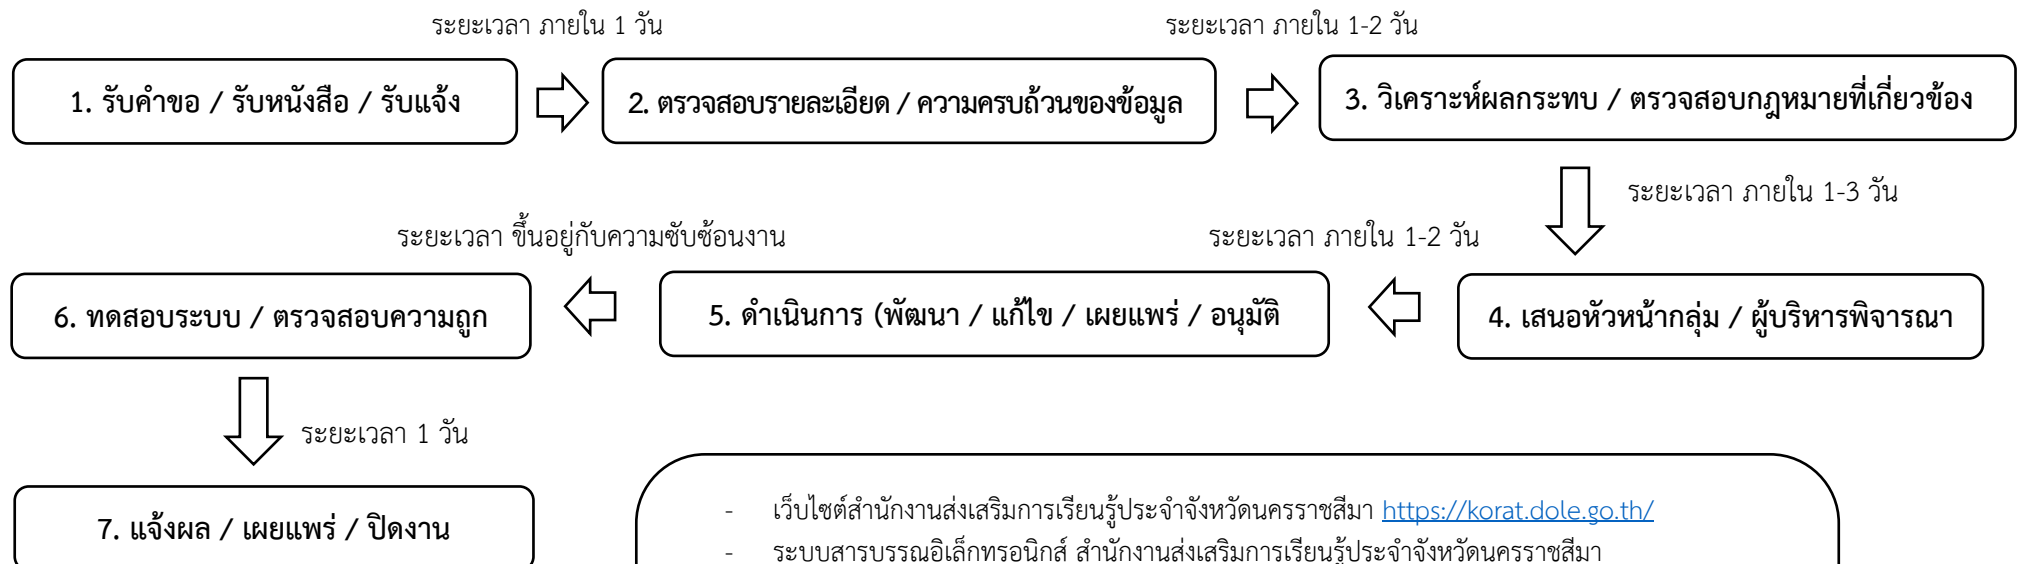 ระยะเวลา ภายใน 1 วัน
ระยะเวลา ภายใน 1-2 วัน
1. รับคำขอ / รับหนังสือ / รับแจ้ง
2. ตรวจสอบรายละเอียด / ความครบถ้วนของข้อมูล
3. วิเคราะห์ผลกระทบ / ตรวจสอบกฎหมายที่เกี่ยวข้อง
ระยะเวลา ภายใน 1-3 วัน
ระยะเวลา ขึ้นอยู่กับความซับซ้อนงาน
ระยะเวลา ภายใน 1-2 วัน
6. ทดสอบระบบ / ตรวจสอบความถูก
5. ดำเนินการ (พัฒนา / แก้ไข / เผยแพร่ / อนุมัติ
4. เสนอหัวหน้ากลุ่ม / ผู้บริหารพิจารณา
ระยะเวลา 1 วัน
7. แจ้งผล / เผยแพร่ / ปิดงาน
- เว็บไซต์สำนักงานส่งเสริมการเรียนรู้ประจำจังหวัดนครราชสีมา https://korat.dole.go.th/
- ระบบสารบรรณอิเล็กทรอนิกส์ สำนักงานส่งเสริมการเรียนรู้ประจำจังหวัดนครราชสีมา